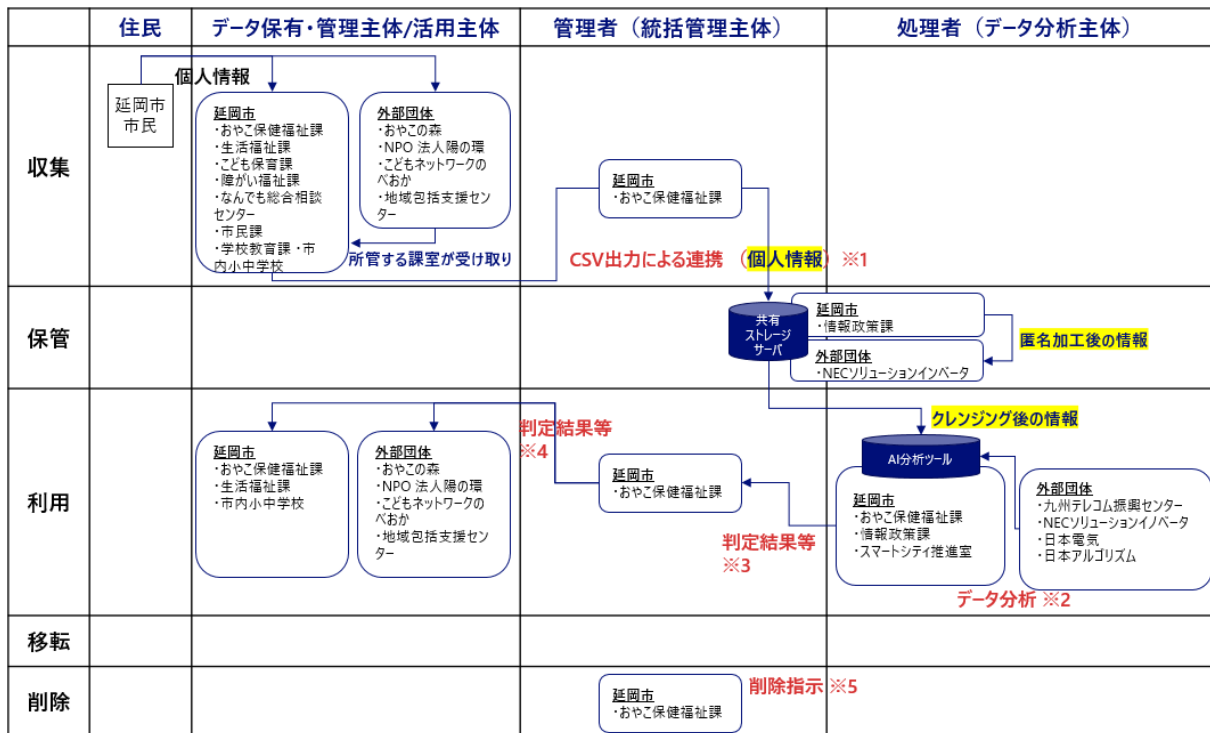 住民
データ保有・管理主体/活用主体
管理者（統括管理主体）
処理者（データ分析主体）
収集
延岡市
市民
個人情報
延岡市
・おやこ保健福祉課
・生活福祉課
・こども保育課
・障がい福祉課
・なんでも総合相談
センター
・市民課
・学校教育課・市
内小中学校
外部団体
・おやこの森
・NPO 法人陽の環
・こどもネットワークの
べおか
・地域包括支援セン
ター
所管する課室が受け取り
延岡市
・おやこ保健福祉課
CSV出力による連携 （個人情報）※1
保管
共有
ストレージ
サーバ
延岡市
・情報政策課
外部団体
・NECソリューションインベータ
匿名加工後の情報
利用
延岡市
・おやこ保健福祉課
・生活福祉課
・市内小中学校
外部団体
・おやこの森
・NPO 法人陽の環
・こどもネットワークの
べおか
・地域包括支援セン
ター
判定結果等
※4
延岡市
・おやこ保健福祉課
判定結果等
※3
クレンジング後の情報
AI分析ツール
延岡市
・おやこ保健福祉課
・情報政策課
・スマートシティ推進室
外部団体
・九州テレコム振興センター
・NECソリューションイノベータ
・日本電気
・日本アルゴリズム
データ分析 ※2
移転
削除
延岡市
・おやこ保健福祉課
削除指示 ※5